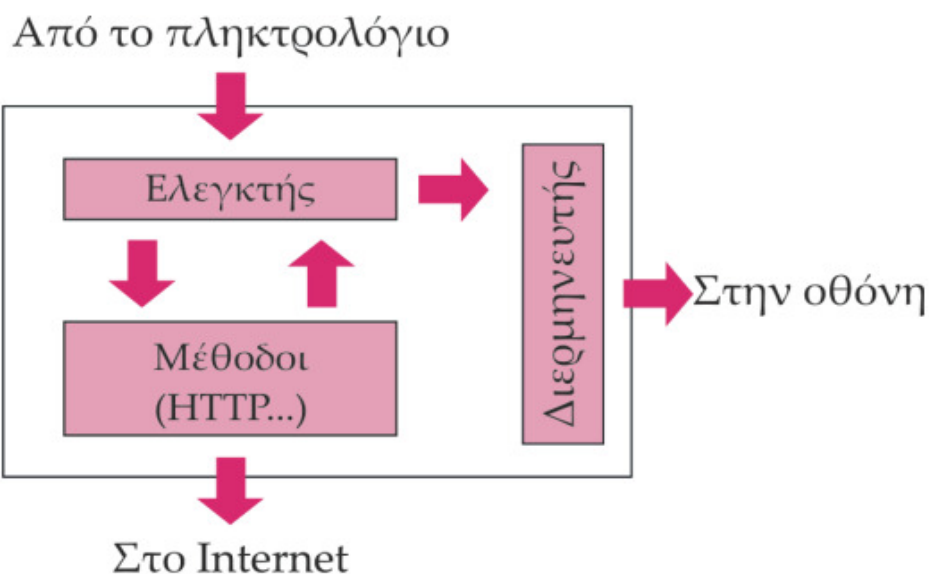 Από το πληκτρολόγιο
Ελεγκτής
Διερμηνευτής
Στην οθόνη
Μέθοδοι
(HTTP...)
Στο Internet